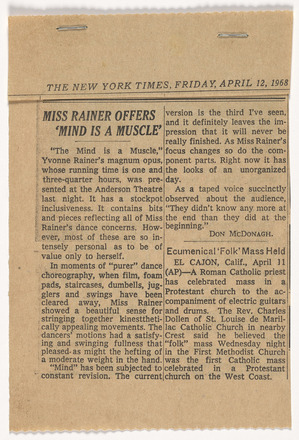 THE NEW YORK TIMES, FRIDAY, APRIL 12, 1968
MISS RAINER OFFERS
'MIND IS A MUSCLE'
"The Mind is a Muscle,"
Yvonne Rainer's magnum opus,
whose running time is one and
three-quarter hours, was pre-
sented at the Anderson Theatre
last night. It has a stockpot
inclusiveness. It contains bits
and pieces reflecting all of Miss
Rainer's dance concerns. How-
ever, most of these are so in-
tensely personal as to be of
value only to herself.
In moments of "purer" dance
choreography, when film, foam
pads, staircases, dumbells, jug-
glers and swings have been
cleared away, Miss Rainer
showed a beautiful sense for
stringing together kinestheti-
cally appealing movements. The
dancers' motions had a satisfy-
ing and swinging fullness that
pleased as might the hefting of
a moderate weight in the hand.
"Mind" has been subjected to
constant revision. The current
version is the third I've seen,
and it definitely leaves the im-
pression that it will never be
really finished. As Miss Rainer's
focus changes so do the com-
ponent parts. Right now it has
the looks of an unorganized
day.
As a taped voice succinctly
observed about the audience,
"They didn't know any more at
the end than they did at the
beginning."
DON MCDONAGH.
Ecumenical 'Folk' Mass Held
EL CAJON, Calif., April 11
(AP)—A Roman Catholic priest
has celebrated mass in a
Protestant church to the ac-
companiment of electric guitars
and drums. The Rev. Charles
Dollen of St. Louise de Maril-
lac Catholic Church in nearby
Crest said he believed the
"folk" mass Wednesday night
in the First Methodist Church
was the first Catholic mass
celebrated in a Protestant
church on the West Coast.